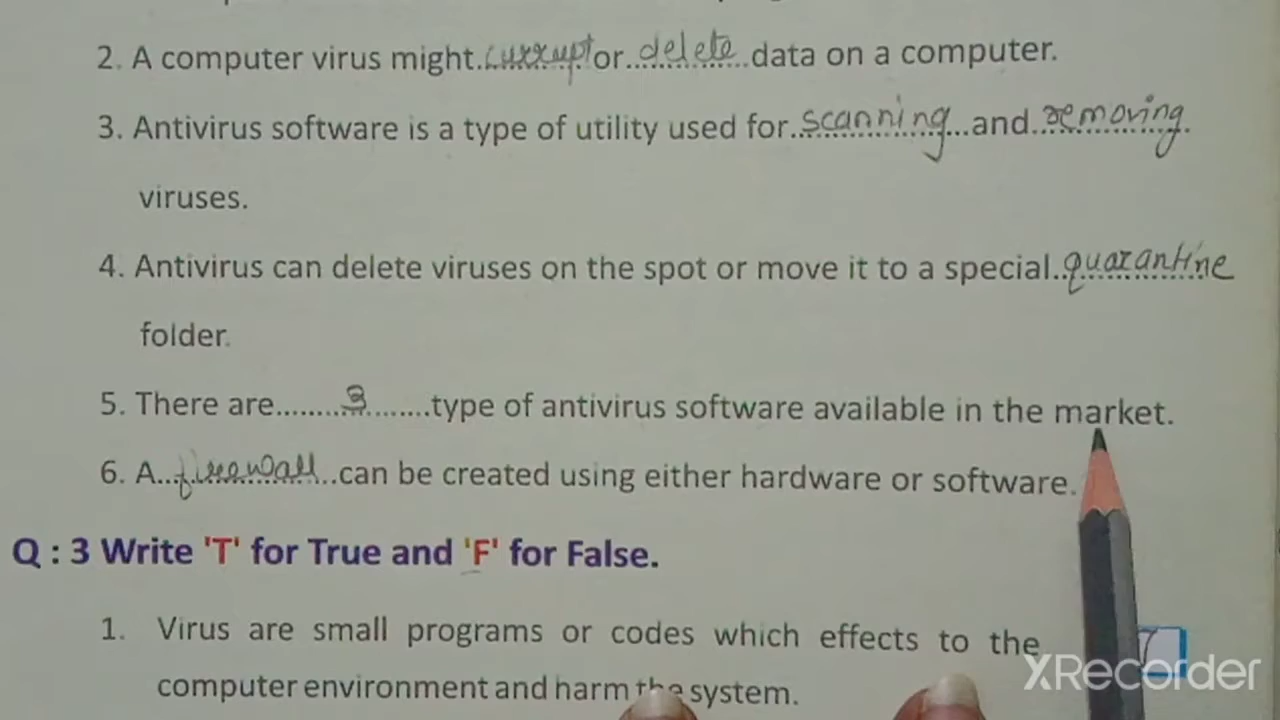 2. A computer virus might currupt or delete data on a computer.
3. Antivirus software is a type of utility used for scanning and removing
viruses.
4. Antivirus can delete viruses on the spot or move it to a special quarantine
folder.
5. There are........3........type of antivirus software available in the market.
6. A firewall can be created using either hardware or software.
Q : 3 Write 'T' for True and 'F' for False.
1. Virus are small programs or codes which effects to the
computer environment and harm the system.
XRecorder